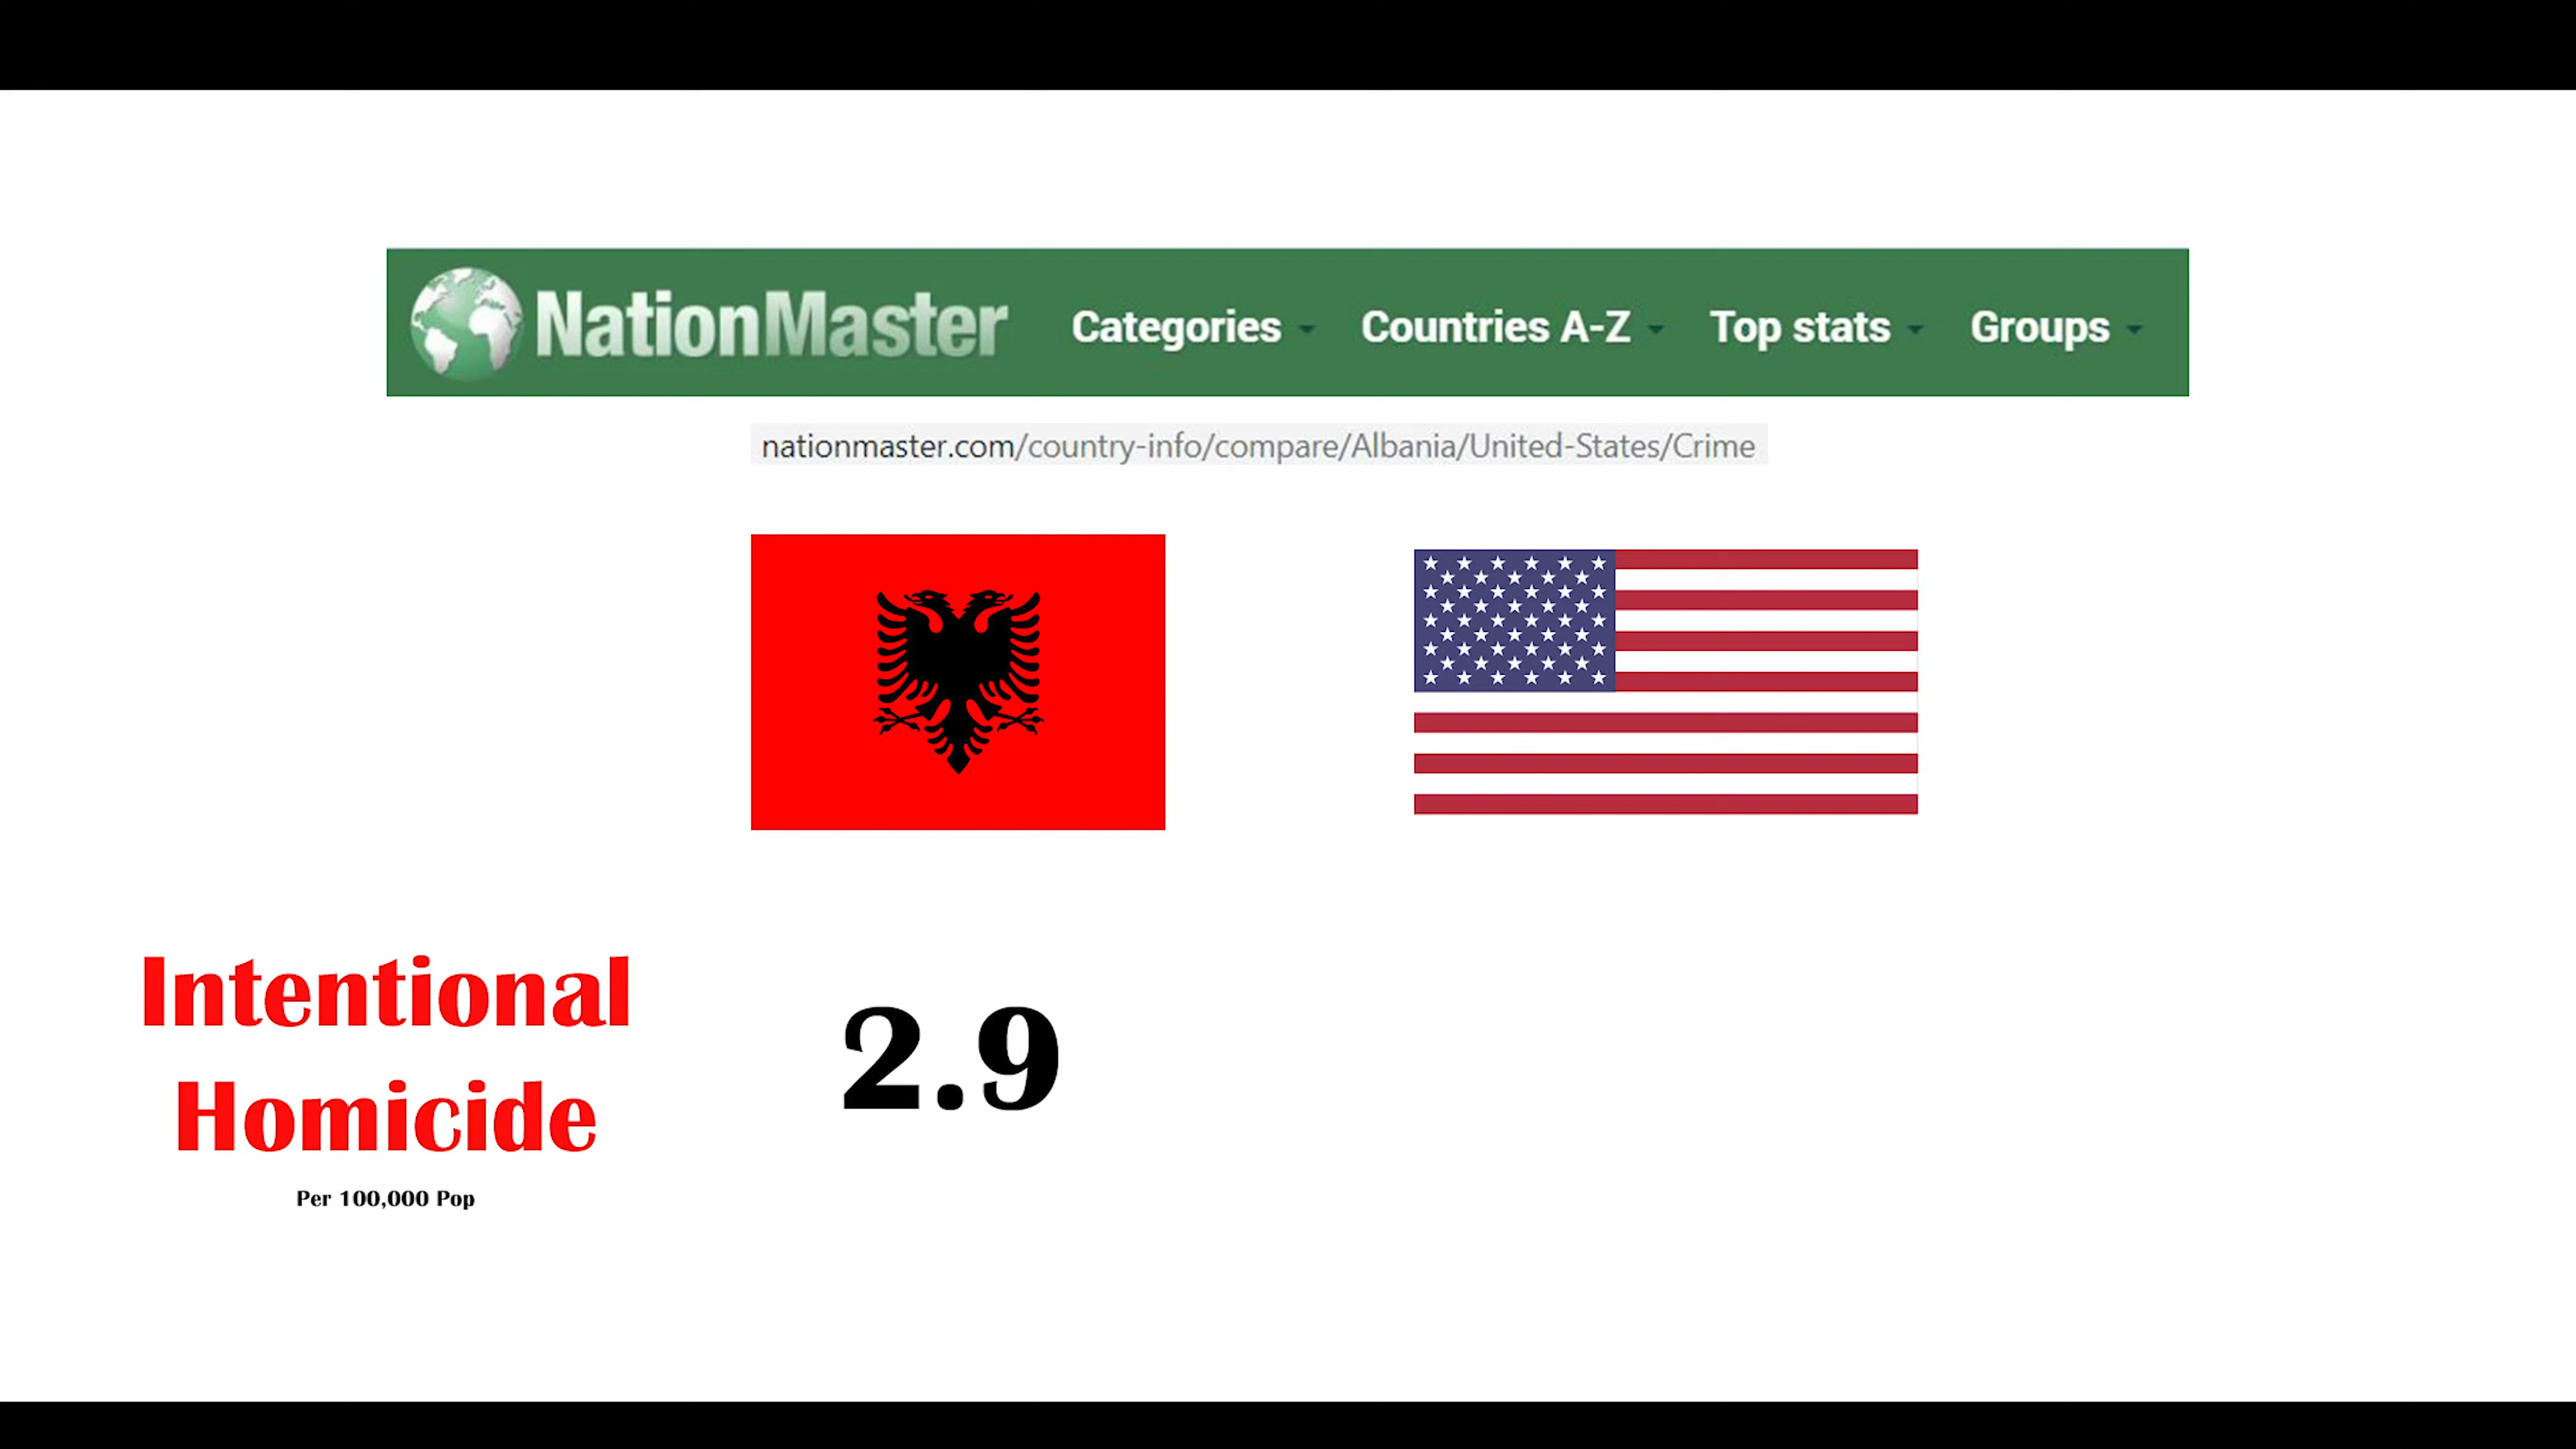 NationMaster Categories Countries A-Z Top stats Groups
nationmaster.com/country-info/compare/Albania/United-States/Crime
Intentional
Homicide
Per 100,000 Pop
2.9